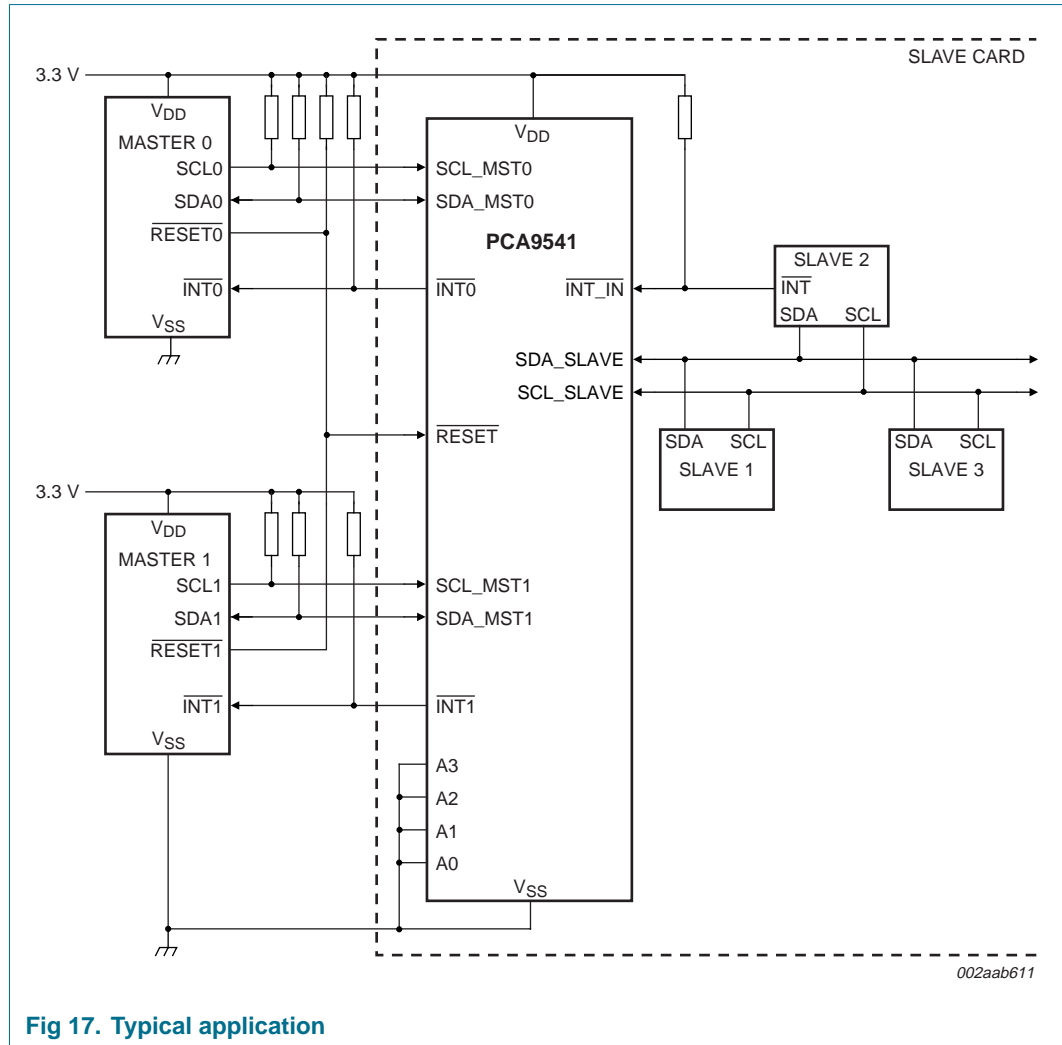 SLAVE CARD
3.3 V
VDD
MASTER 0
SCL0
SDA0
RESET0
INT0
VSS
VDD
SCL_MST0
SDA_MST0
PCA9541
INT0
INT_IN
SDA_SLAVE
SCL_SLAVE
RESET
SLAVE 2
INT
SDA SCL
SDA SCL
SLAVE 1
SDA SCL
SLAVE 3
3.3 V
VDD
MASTER 1
SCL1
SDA1
RESET1
INT1
VSS
SCL_MST1
SDA_MST1
INT1
A3
A2
A1
A0
VSS
002aab611
Fig 17. Typical application